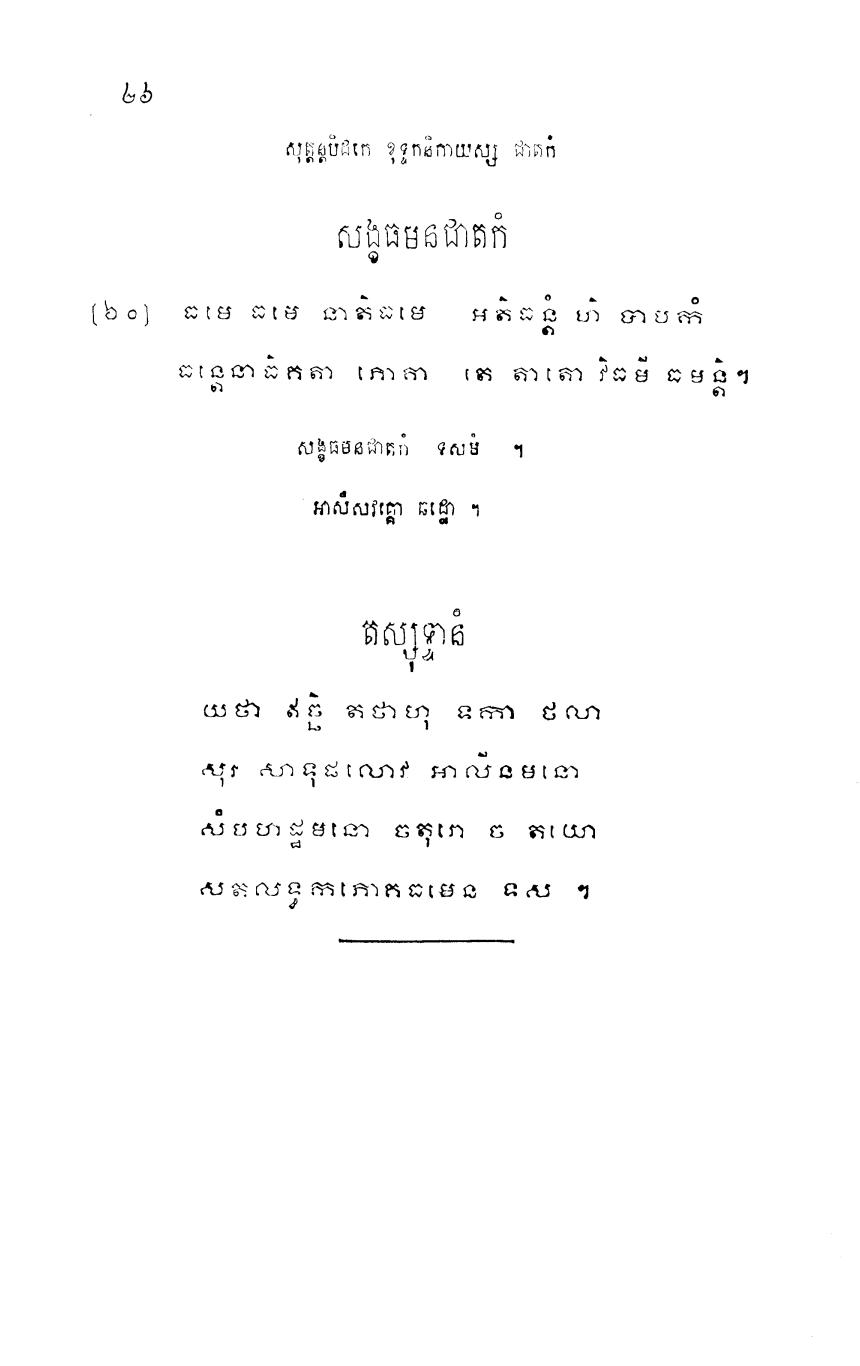 ២៦
សុត្តន្តបិដកេ ខុទ្ទកនិកាយស្ស ជាតកំ
សង្ខធមនជាតកំ
[៦០] ធមេ ធមេ នាតិធមេ អតិធន្តំ ហិ បាបកំ
ធន្តេនាធិគតា ភោគា តេ តាតោ វិធមី ធមន្តិ។
សង្ខធមនជាតកំ ទសមំ ។
អាសឹសវគ្គោ ឆដ្ឋោ ។
តស្សុទ្ទានំ
យថា ឥច្ឆិ តថាហុ ទកា ថលា
សុរ សាទុផលោវ អាលីនមនោ
សំបហដ្ឋមនោ ចតុរោ ច តយោ
សតលទ្ធកភោគធមេន ទស ។